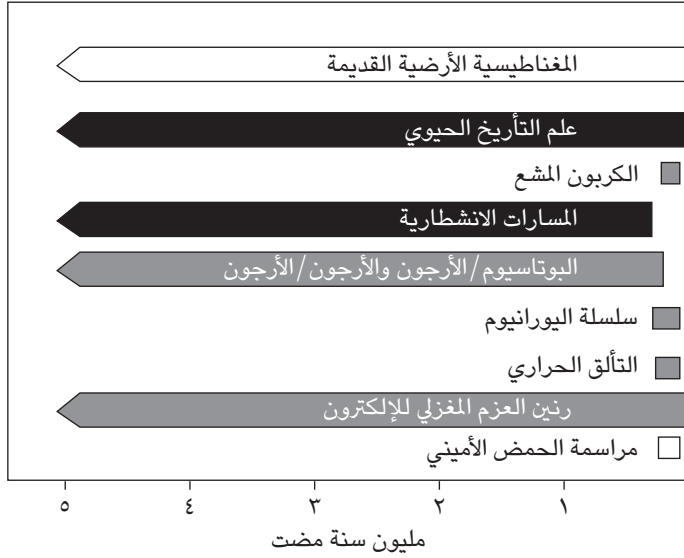 المغناطيسية الأرضية القديمة
علم التأريخ الحيوي
الكربون المشع
المسارات الانشطارية
البوتاسيوم/الأرجون والأرجون/الأرجون
سلسلة اليورانيوم
التألق الحراري
رنين العزم المغزلي للإلكترون
مراسمة الحمض الأميني
١ ٢ ٣ ٤ ٥
مليون سنة مضت